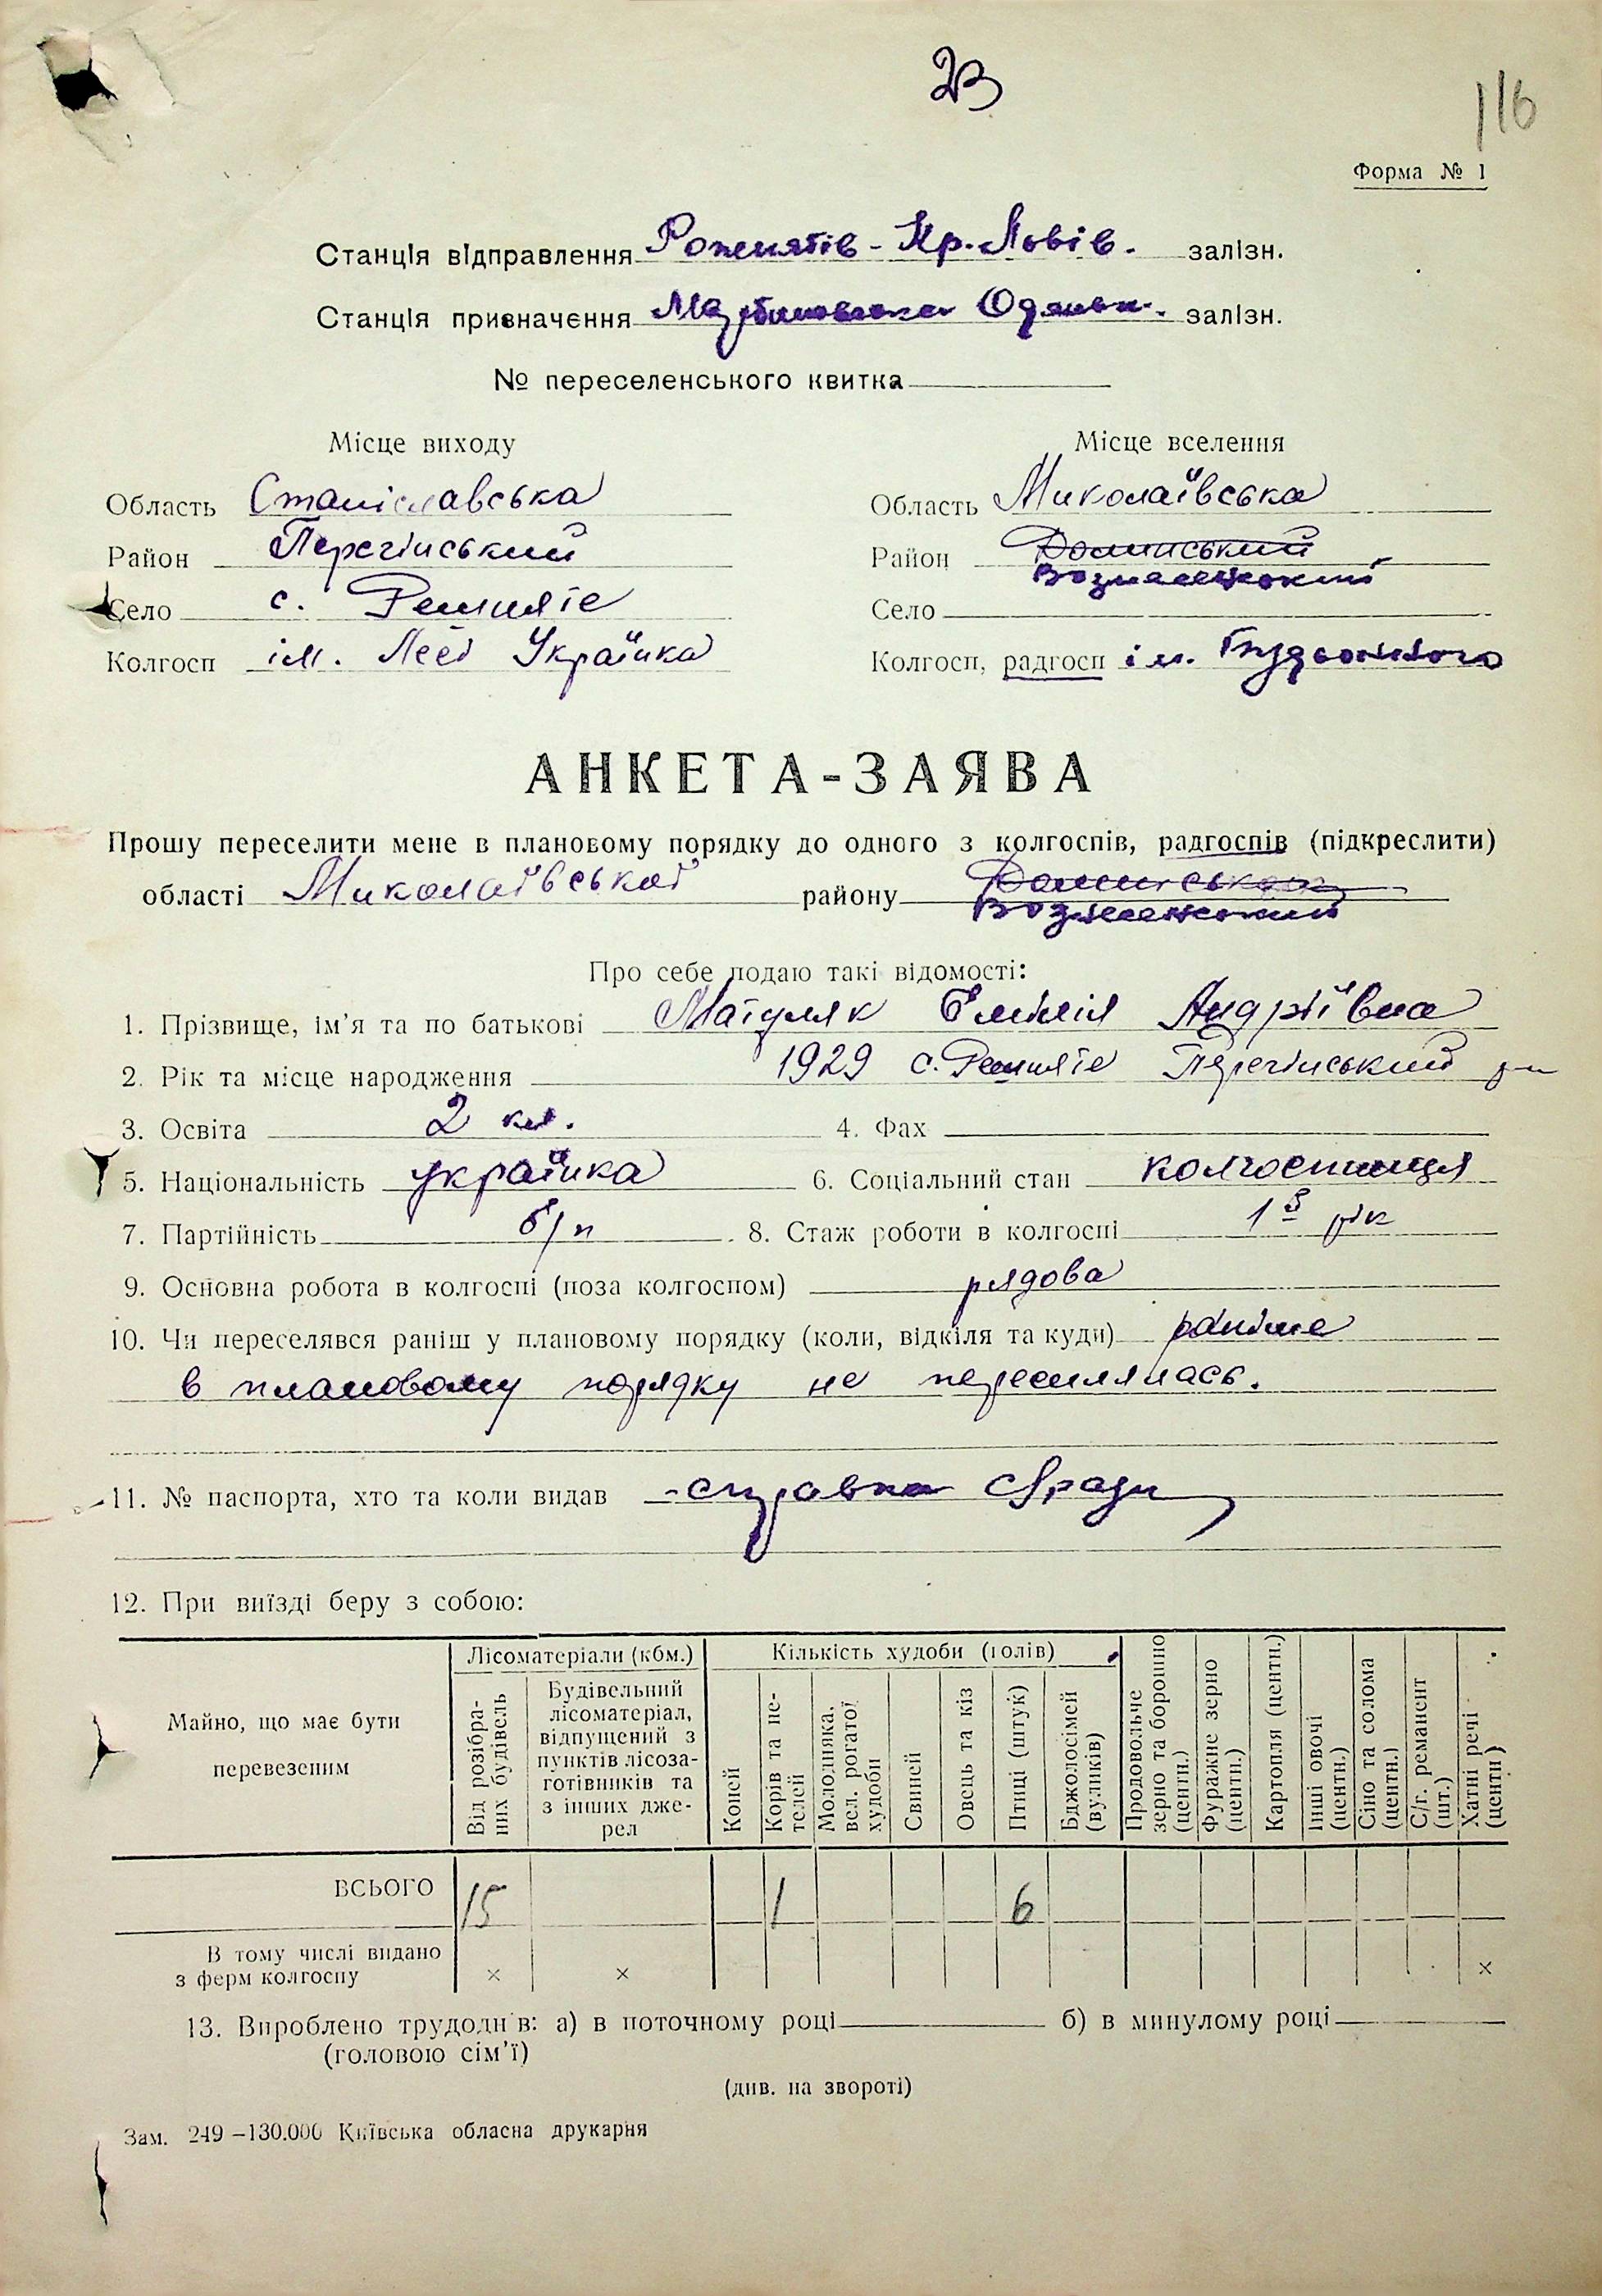 23
116
Форма № 1
Станція відправлення Рожнятів - Кр. Львів. залізн.
Станція призначення Одеськ. залізн.
№ переселенського квитка
Місце виходу
Місце вселення
Область Станіславська
Область Миколаївська
Район Перегінський
Район Доманський
Вознесенський
Село с. Ремняте
Село
Колгосп ім. Лесі Українка
Колгосп, радгосп ім. Будьонного
АНКЕТА-ЗАЯВА
Прошу переселити мене в плановому порядку до одного з колгоспів, радгоспів (підкреслити)
області Миколаївської району
Вознесенський
Про себе подаю такі відомості:
1. Прізвище, ім'я та по батькові Емілія Андріївна
2. Рік та місце народження 1929 с. Ремняте Перегінський р-н
3. Освіта 2 кл. 4. Фах
5. Національність українка 6. Соціальний стан колгоспниця
7. Партійність б/п 8. Стаж роботи в колгоспі рік
9. Основна робота в колгоспі (поза колгоспом) рядова
10. Чи переселявся раніш у плановому порядку (коли, відкіля та куди) раніше
в плановому порядку не переселялась.
11. № паспорта, хто та коли видав - справка с/ради
12. При виїзді беру з собою:
Майно, що має бути перевезеним
Лісоматеріали (кбм.)
Кількість худоби (голів)
Від розібраних будівель
Будівельний лісоматеріал, відпущений з пунктів лісозаготівників та з інших джерел
Коней
Корів та нетелей
Молодняка, вел. рогатої худоби
Свиней
Овець та кіз
Птиці (штук)
Бджолосімей (вуликів)
Продовольче зерно та борошно (центн.)
Фуражне зерно (центн.)
Картопля (центн.)
Інші овочі (центн.)
Сіно та солома (центн.)
С/г. реманент (шт.)
Хатні речі (центн)
ВСЬОГО 15 1 6
В тому числі видано
з ферм колгоспу × × ×
13. Вироблено трудоднів: а) в поточному році б) в минулому році
(головою сім'ї)
(див. на звороті)
Зам. 249–130.000 Київська обласна друкарня